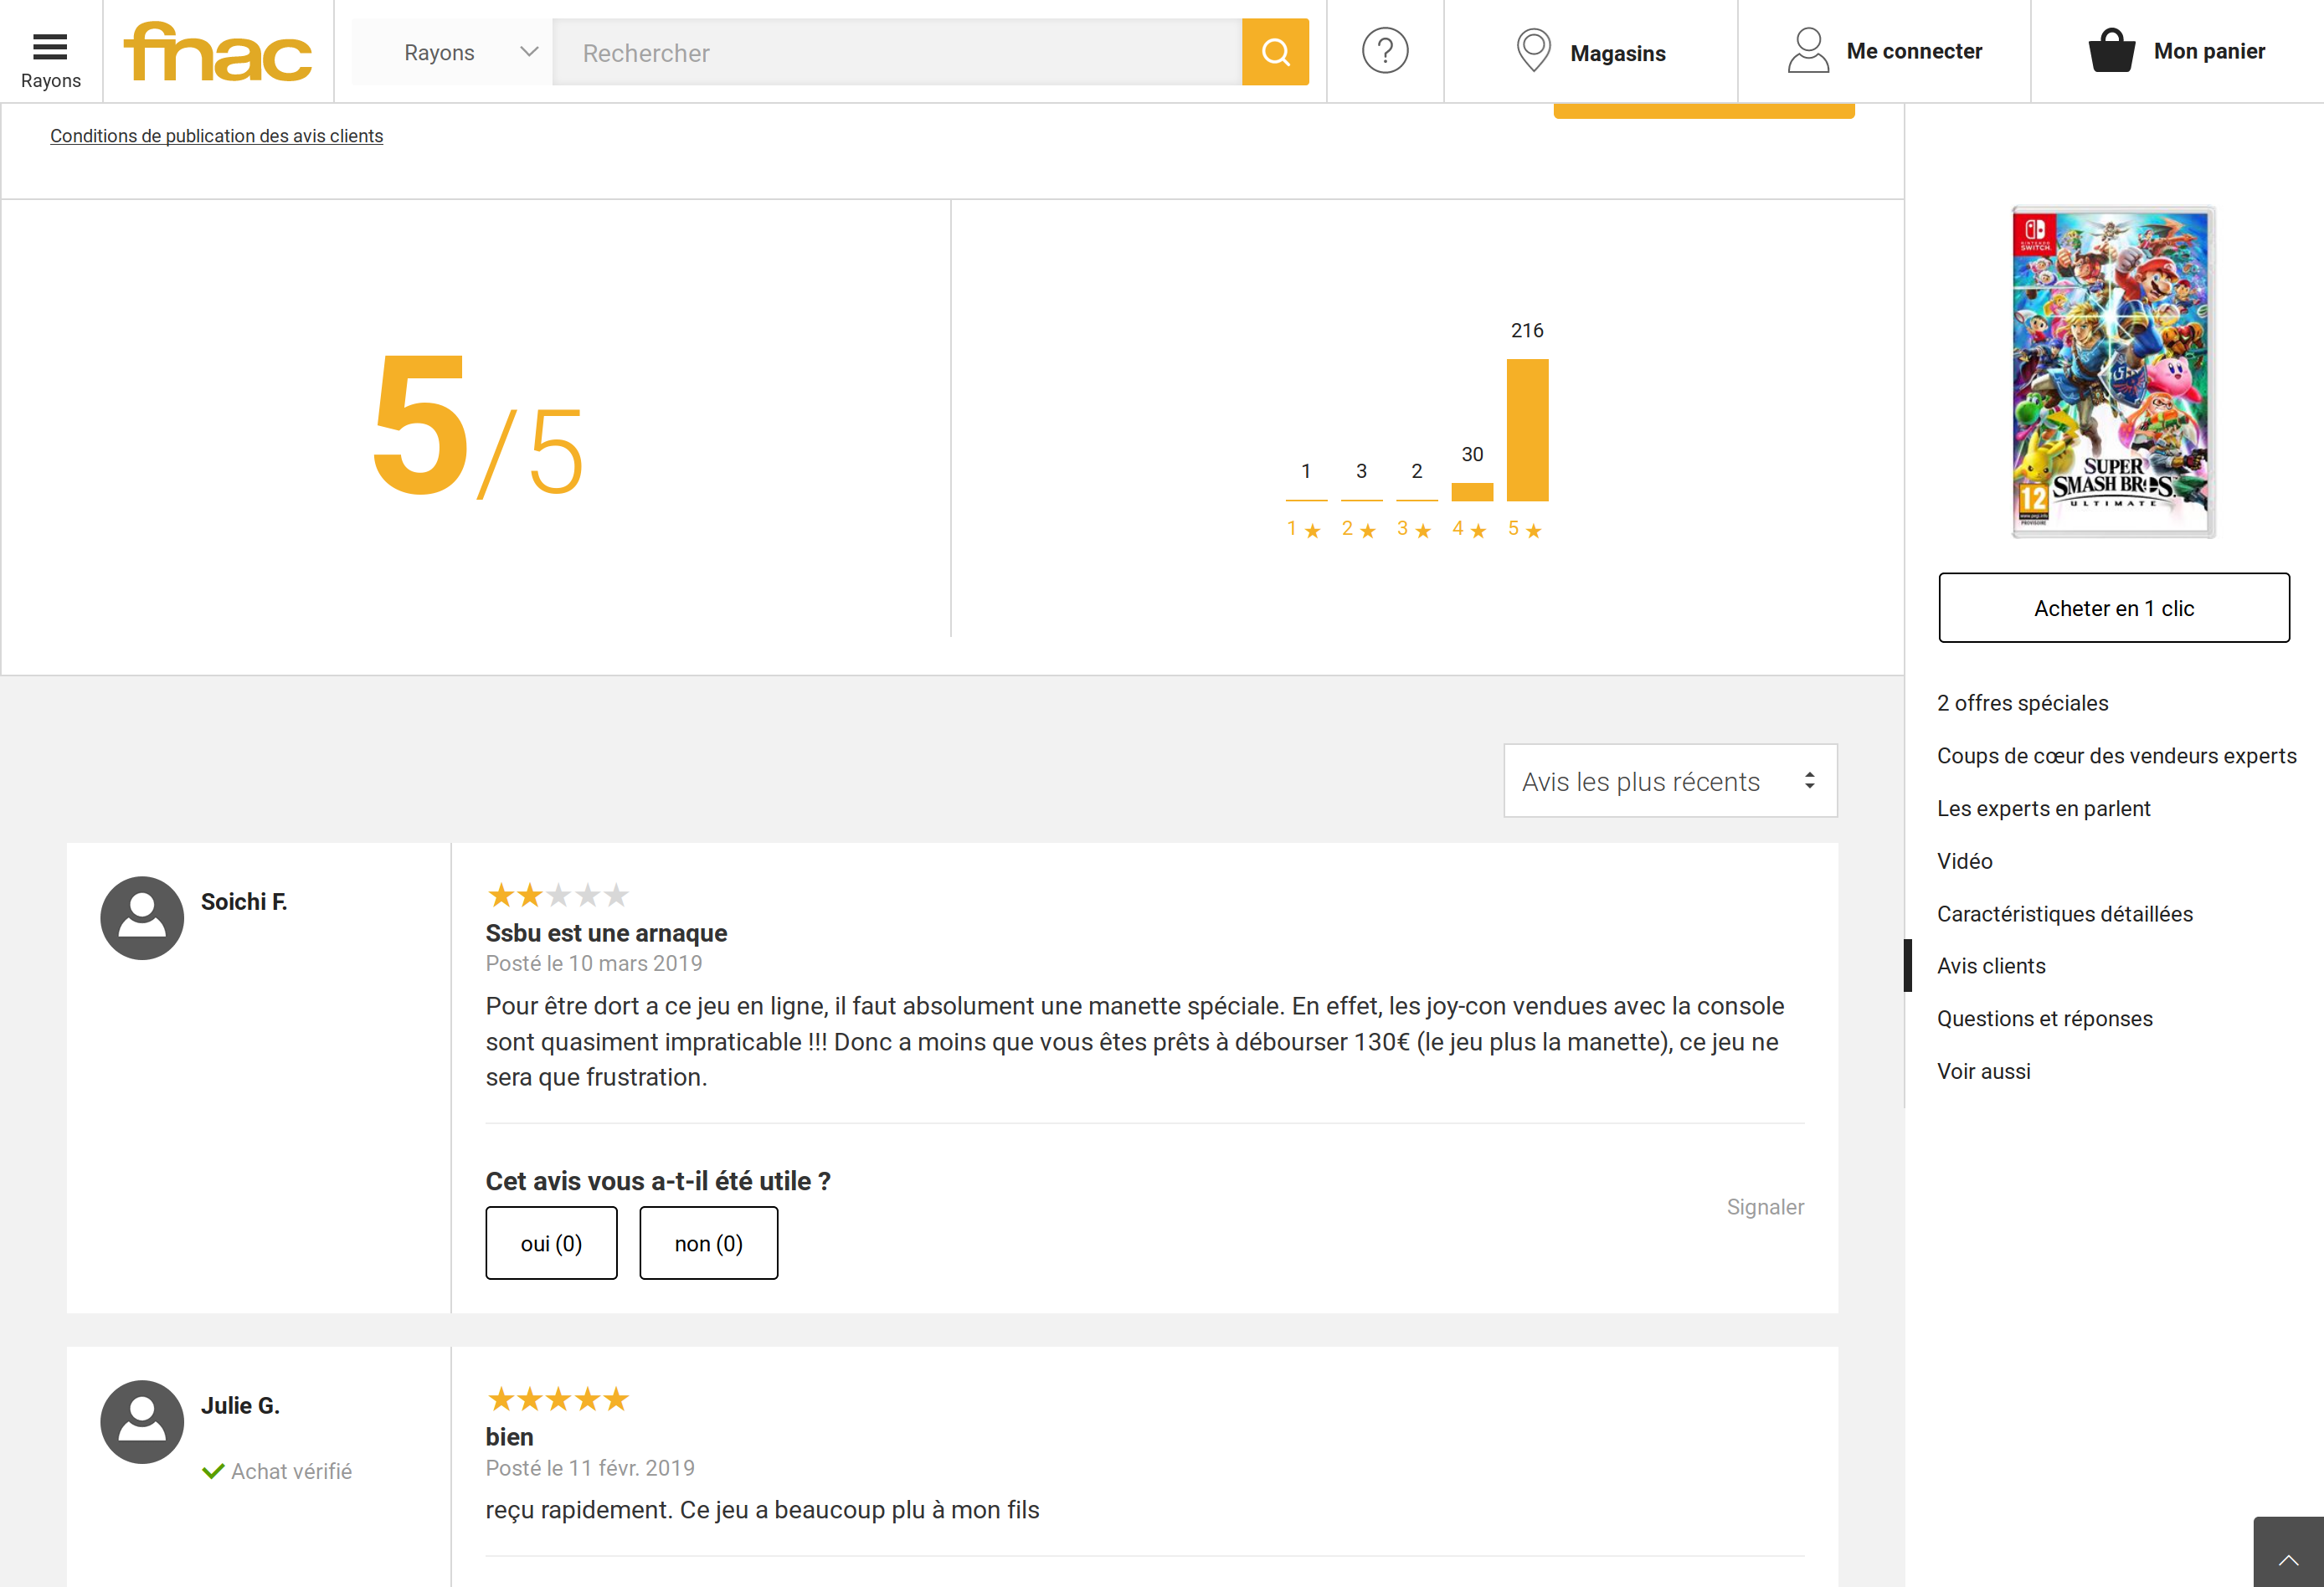 Rayons
fnac
Rayons
Rechercher
?
Magasins
Me connecter
Mon panier
Conditions de publication des avis clients
5/5
216
30
1 3 2
1 ★ 2 ★ 3 ★ 4 ★ 5 ★
NINTENDO
SWITCH
SUPER
SMASH BROS.
ULTIMATE
12
Acheter en 1 clic
2 offres spéciales
Coups de cœur des vendeurs experts
Les experts en parlent
Vidéo
Caractéristiques détaillées
Avis clients
Questions et réponses
Voir aussi
Avis les plus récents
Soichi F.
Ssbu est une arnaque
Posté le 10 mars 2019
Pour être dort a ce jeu en ligne, il faut absolument une manette spéciale. En effet, les joy-con vendues avec la console
sont quasiment impraticable !!! Donc a moins que vous êtes prêts à débourser 130€ (le jeu plus la manette), ce jeu ne
sera que frustration.
Cet avis vous a-t-il été utile ?
Signaler
oui (0)
non (0)
Julie G.
Achat vérifié
bien
Posté le 11 févr. 2019
reçu rapidement. Ce jeu a beaucoup plu à mon fils